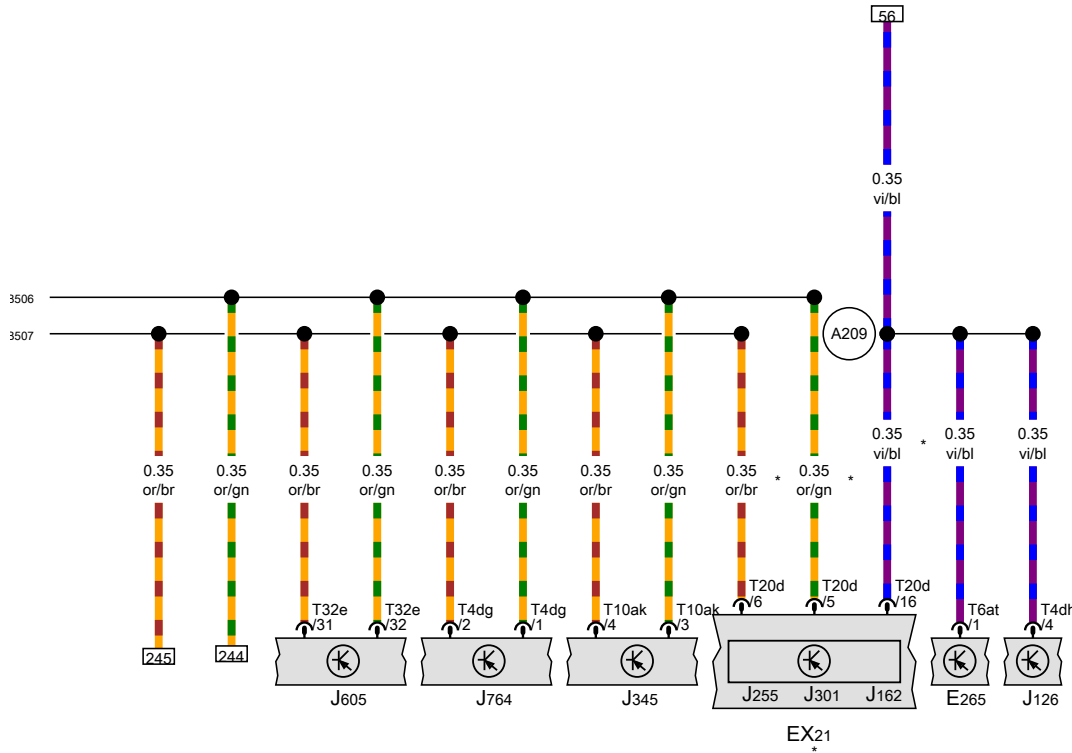 56
0.35
vi/bl
3506
3507
A209
0.35 0.35 0.35 0.35 0.35 0.35 0.35 0.35 0.35 0.35 0.35 * 0.35 0.35
or/br or/gn or/br or/gn or/br or/gn or/br or/gn or/br * or/gn * vi/bl vi/bl vi/bl
T20d T20d T20d
/6 /5 /16
T32e T32e T4dg T4dg T10ak T10ak T6at T4dh
/31 /32 /2 /1 /4 /3 /1 /4
245 244
J605 J764 J345 J255 J301 J162 E265 J126
EX21
*